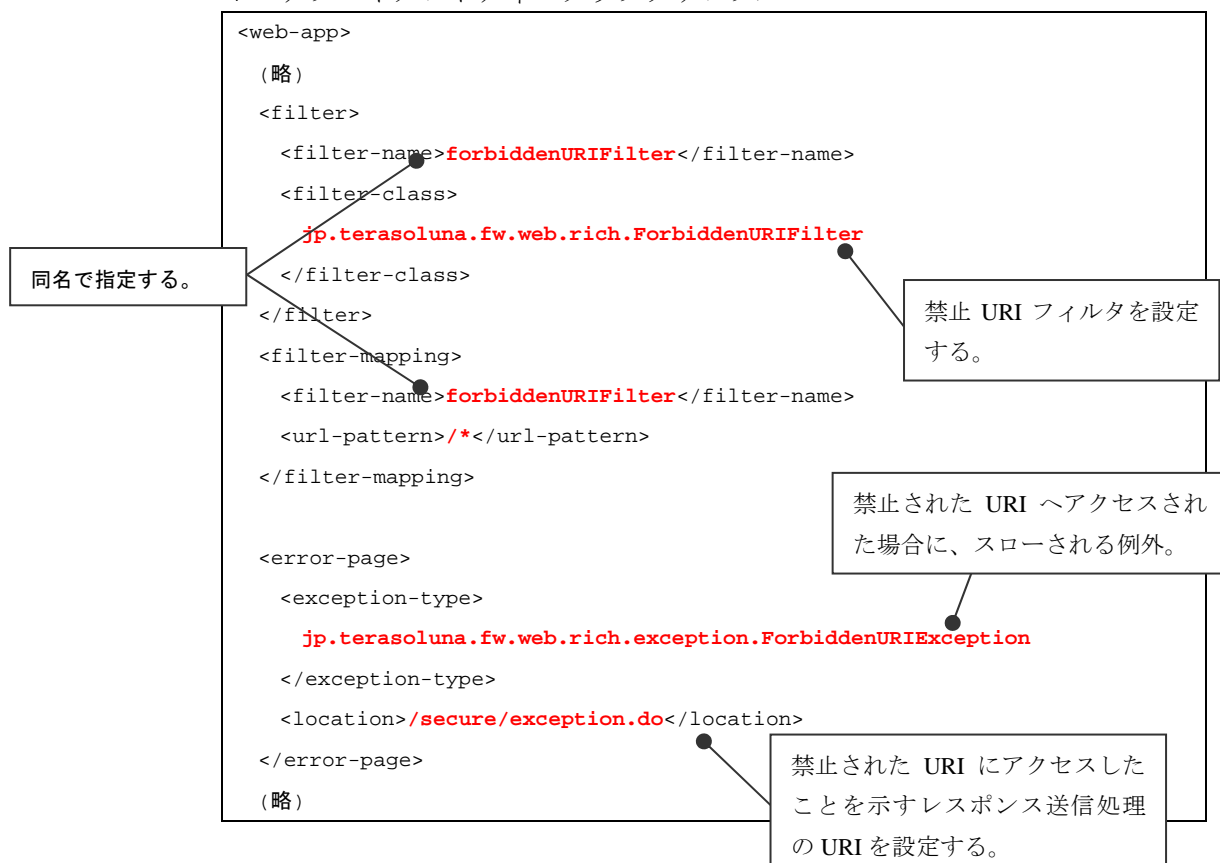 <web-app>
(略)
<filter>
<filter-name>forbiddenURIFilter</filter-name>
<filter-class>
jp.terasoluna.fw.web.rich.ForbiddenURIFilter
</filter-class>
</filter>
<filter-mapping>
<filter-name>forbiddenURIFilter</filter-name>
<url-pattern>/*</url-pattern>
</filter-mapping>
<error-page>
<exception-type>
jp.terasoluna.fw.web.rich.exception.ForbiddenURIException
</exception-type>
<location>/secure/exception.do</location>
</error-page>
(略)
同名で指定する。
禁止 URI フィルタを設定
する。
禁止された URI へアクセスされ
た場合に、スローされる例外。
禁止された URI にアクセスした
ことを示すレスポンス送信処理
の URI を設定する。